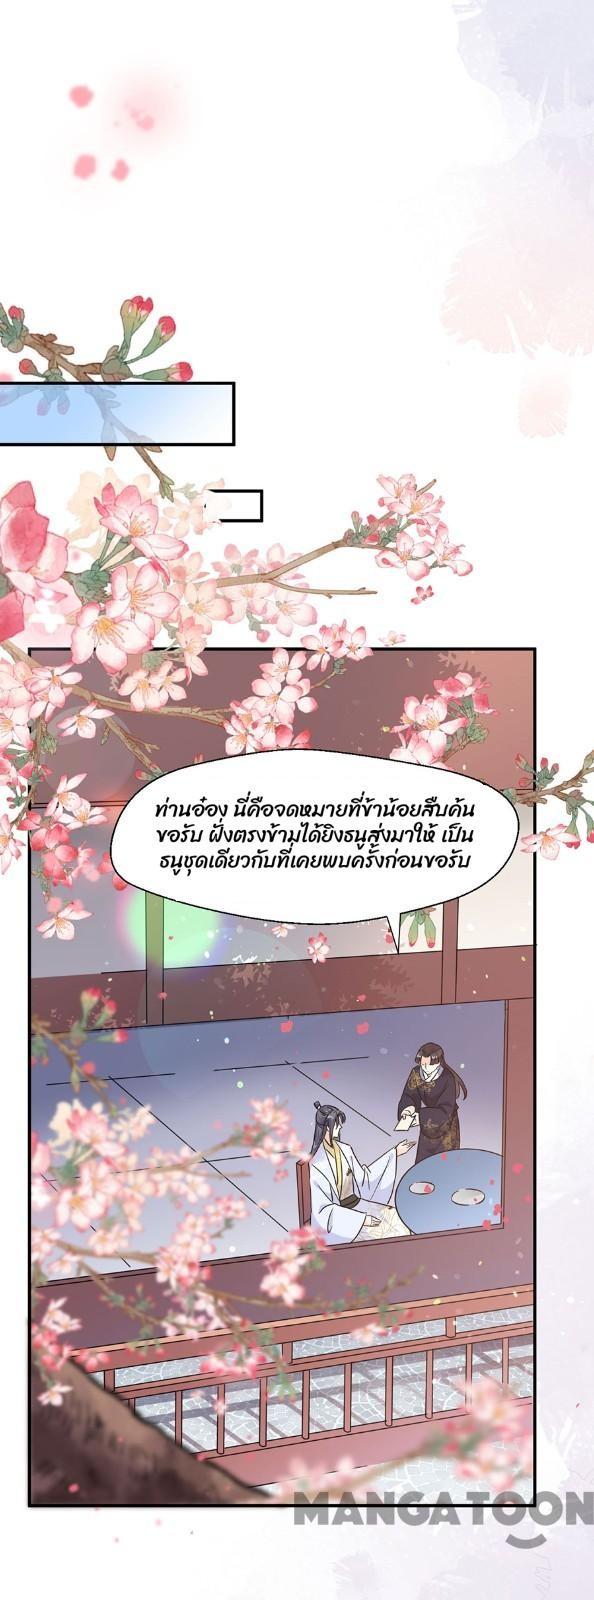 ท่านอ๋อง นี่คือจดหมายที่ข้าน้อยสืบค้น
ขอรับ ฝั่งตรงข้ามได้ยิงธนูส่งมาให้ เป็น
ธนูชุดเดียวกับที่เคยพบครั้งก่อนขอรับ
MANGATOON